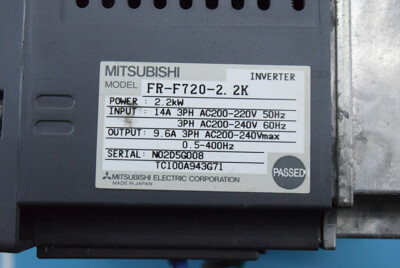 MITSUBISHI INVERTER
MODEL FR-F720-2.2K
POWER : 2.2kW
INPUT : 14A 3PH AC200-220V 50Hz
3PH AC200-240V 60Hz
OUTPUT: 9.6A 3PH AC200-240Vmax
0.5-400Hz
SERIAL: N02D5G008
TC100A943G71
PASSED
MITSUBISHI ELECTRIC CORPORATION
MADE IN JAPAN